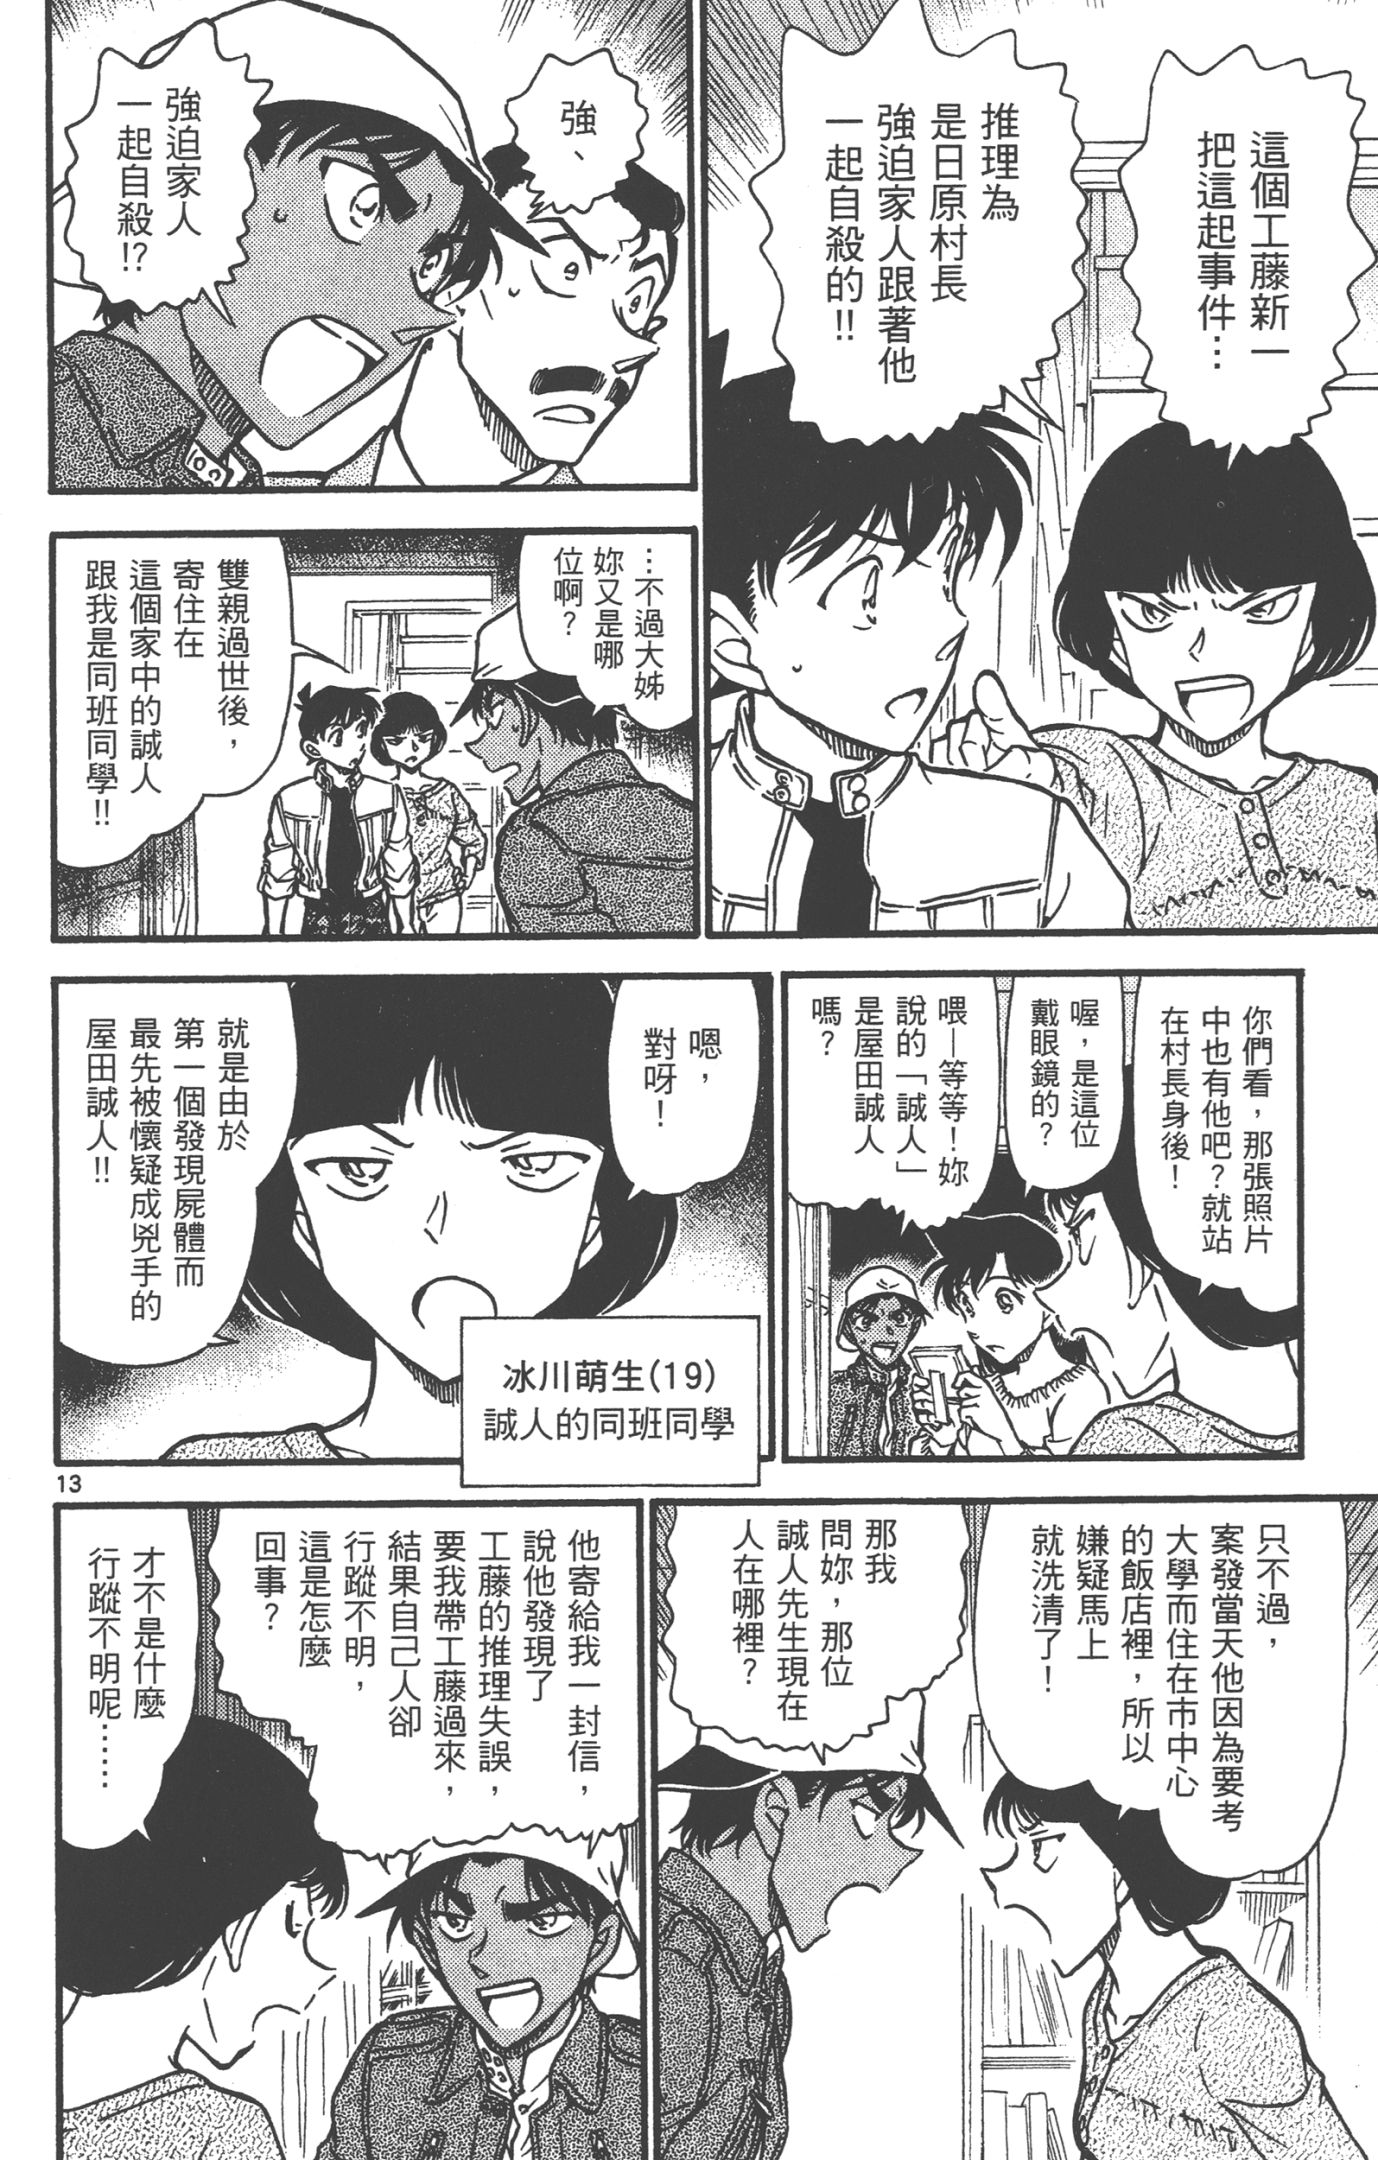 這個工藤新一
把這起事件…
推理為
是日原村長
強迫家人跟著他
一起自殺的!!
強、
強迫家人
一起自殺!?
…不過大姊
妳又是哪
位啊？
雙親過世後，
寄住在
這個家中的誠人
跟我是同班同學!!
你們看，那張照片
中也有他吧？就站
在村長身後！
喔，是這位
戴眼鏡的？
喂—等等！妳
說的「誠人」
是屋田誠人
嗎？
嗯，
對呀！
就是由於
第一個發現屍體而
最先被懷疑成兇手的
屋田誠人!!
冰川萌生(19)
誠人的同班同學
13
只不過，
案發當天他因為要考
大學而住在市中心
的飯店裡，所以
嫌疑馬上
就洗清了！
那我
問妳，那位
誠人先生現在
人在哪裡？
他寄給我一封信，
說他發現了
工藤的推理失誤，
要我帶工藤過來，
結果自己人卻
行蹤不明，
這是怎麼
回事？
才不是什麼
行蹤不明呢……